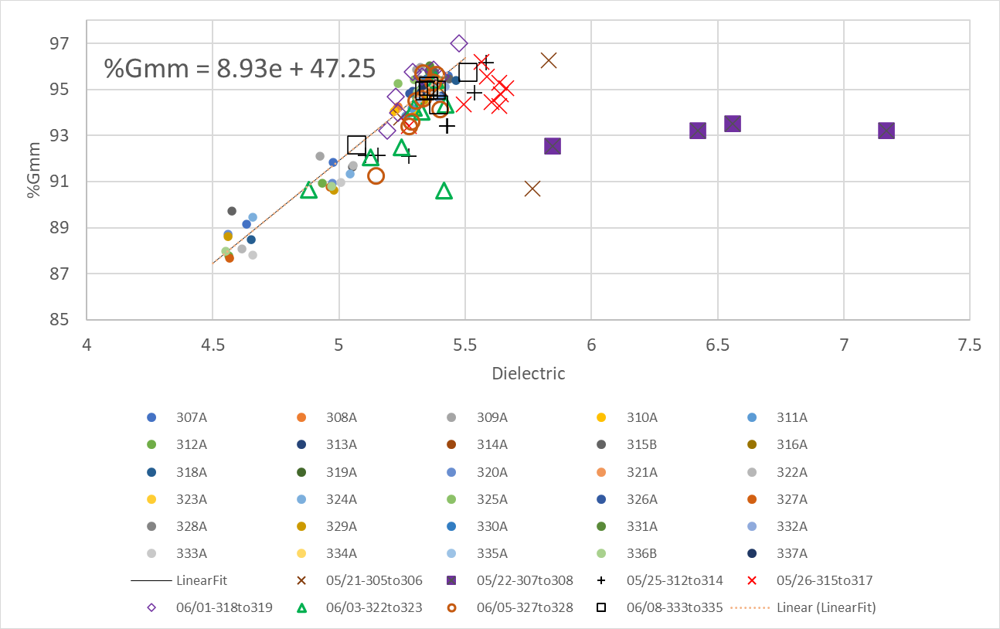 %Gmm = 8.93e + 47.25
%Gmm
97
95
93
91
89
87
85
4 4.5 5 5.5 6 6.5 7 7.5
Dielectric
307A 308A 309A 310A 311A
312A 313A 314A 315B 316A
318A 319A 320A 321A 322A
323A 324A 325A 326A 327A
328A 329A 330A 331A 332A
333A 334A 335A 336B 337A
LinearFit 05/21-305to306 05/22-307to308 05/25-312to314 05/26-315to317
06/01-318to319 06/03-322to323 06/05-327to328 06/08-333to335 Linear (LinearFit)